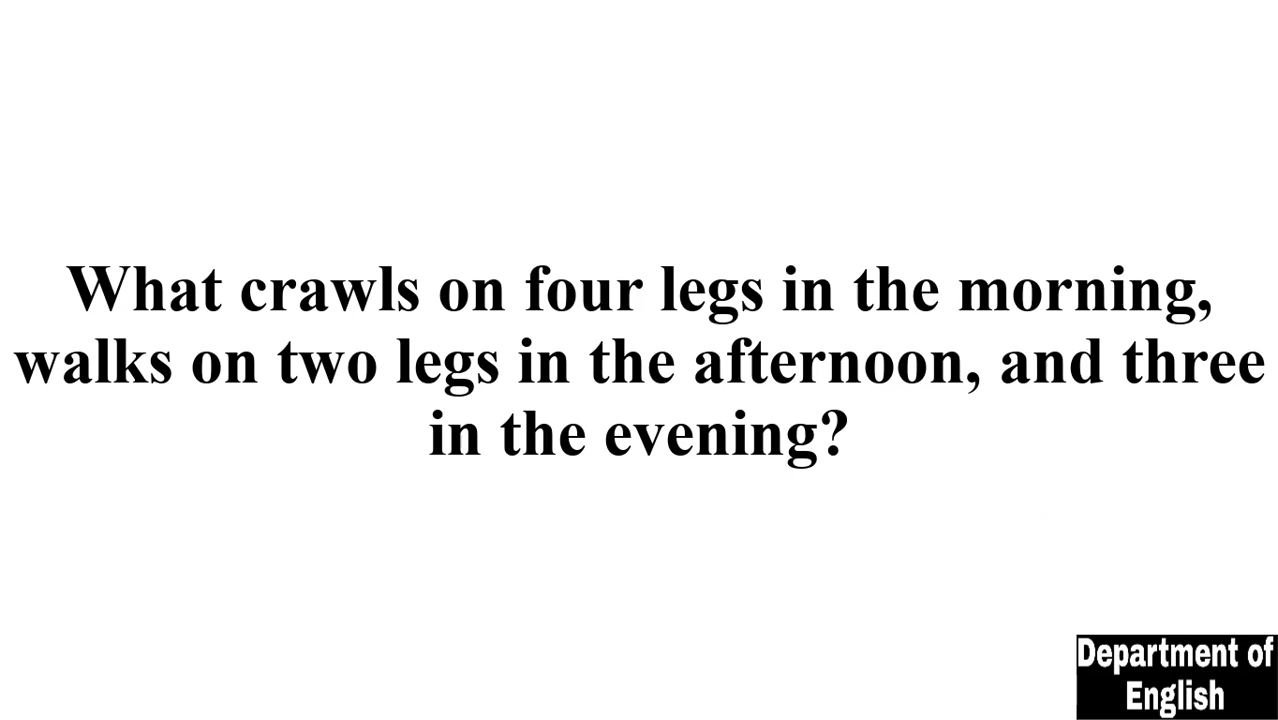 What crawls on four legs in the morning,
walks on two legs in the afternoon, and three
in the evening?
Department of
English